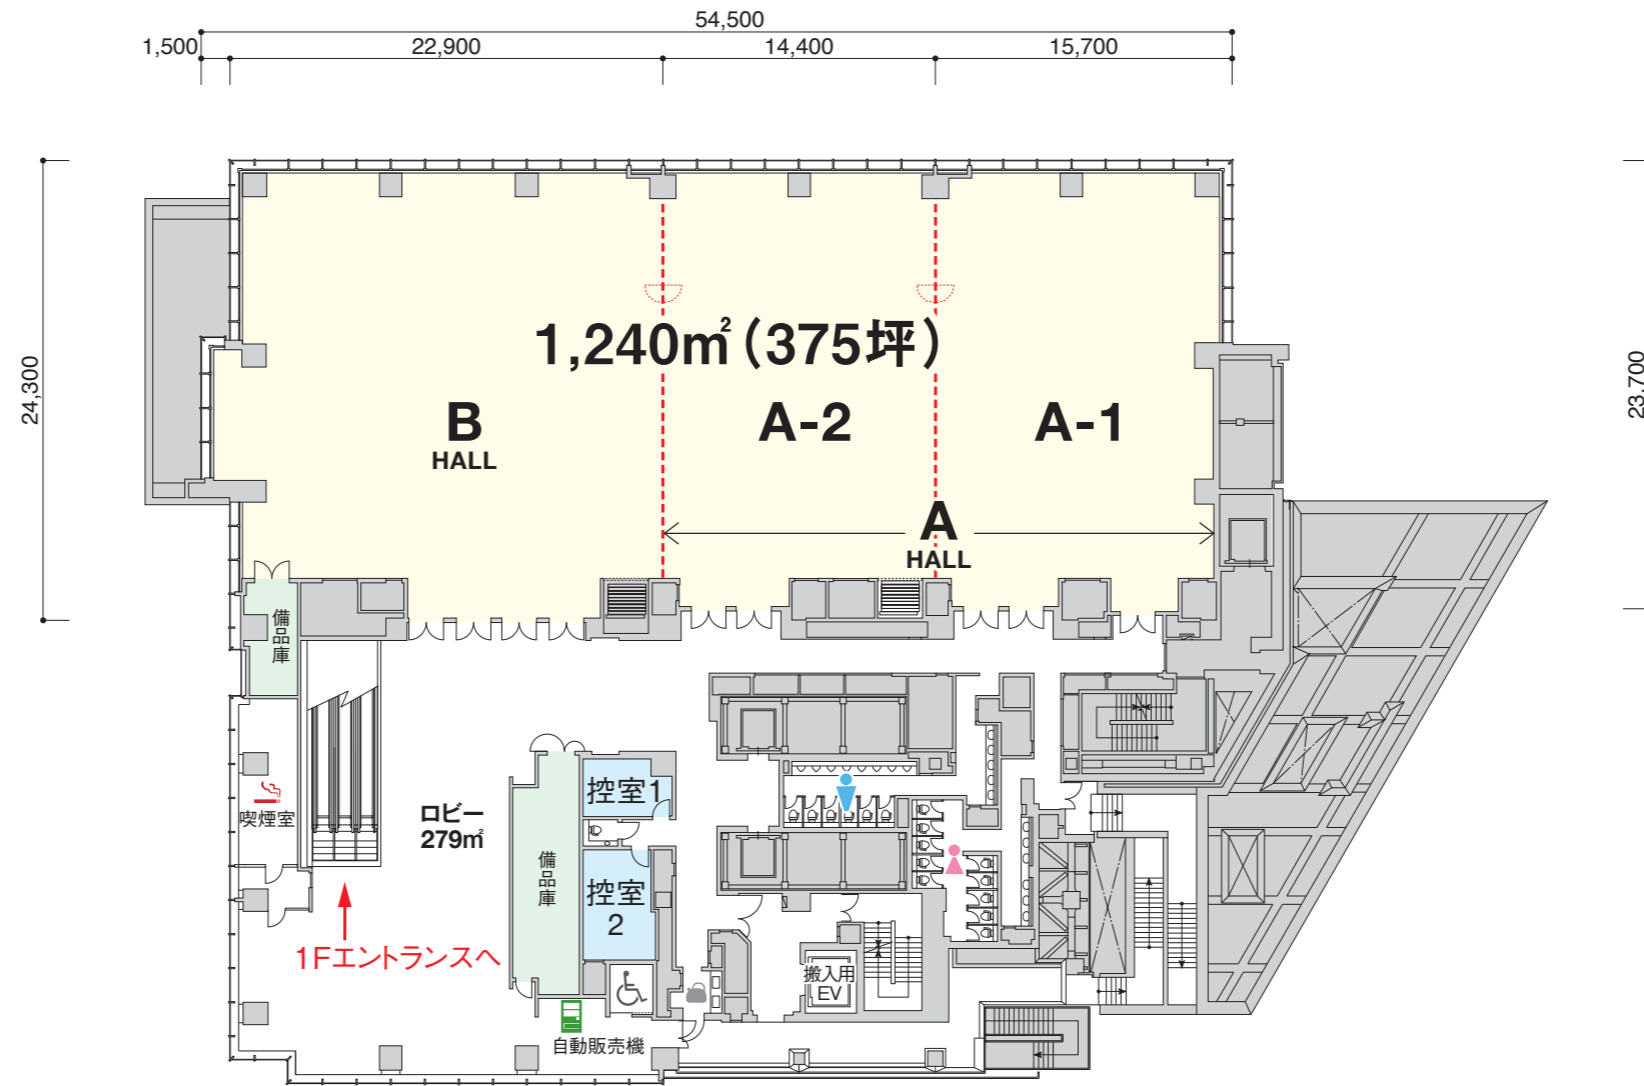 54,500
1,500
22,900
14,400
15,700
24,300
23,700
1,240㎡(375坪)
B
HALL
A-2
A-1
A
HALL
備品庫
喫煙室
ロビー
279㎡
備品庫
控室1
控室
2
1Fエントランスへ
搬入用
EV
自動販売機